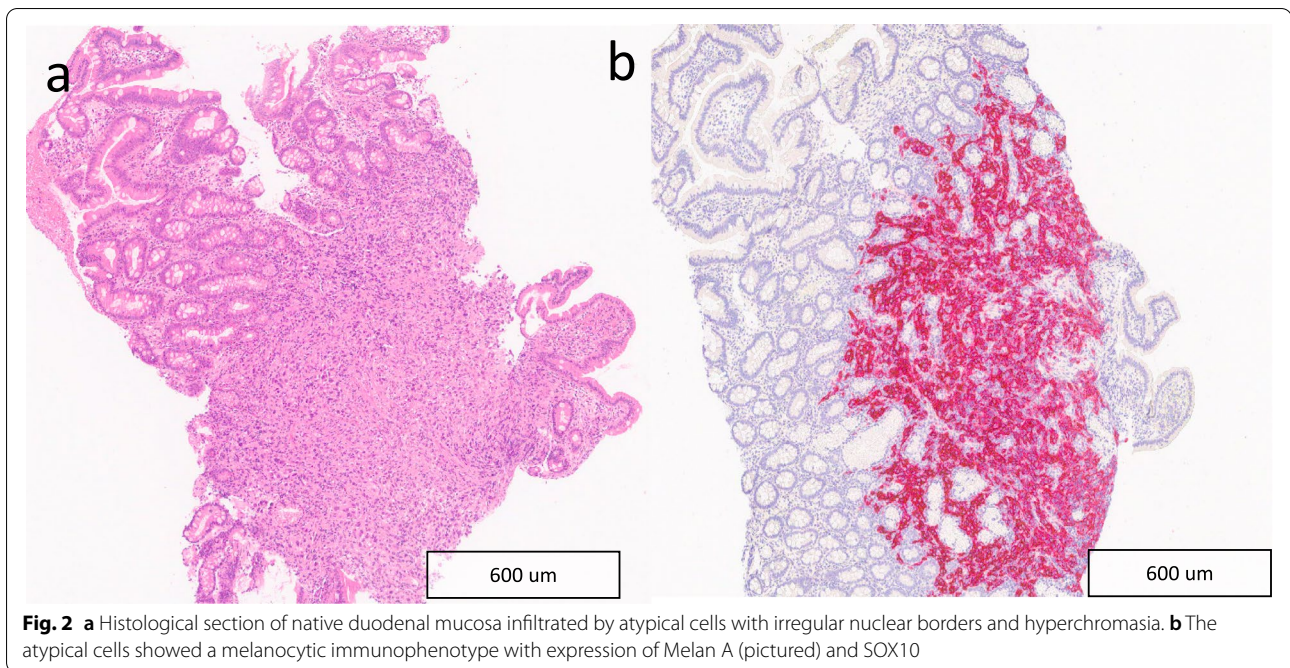 a
b
600 um
600 um
Fig. 2 a Histological section of native duodenal mucosa infiltrated by atypical cells with irregular nuclear borders and hyperchromasia. b The
atypical cells showed a melanocytic immunophenotype with expression of Melan A (pictured) and SOX10